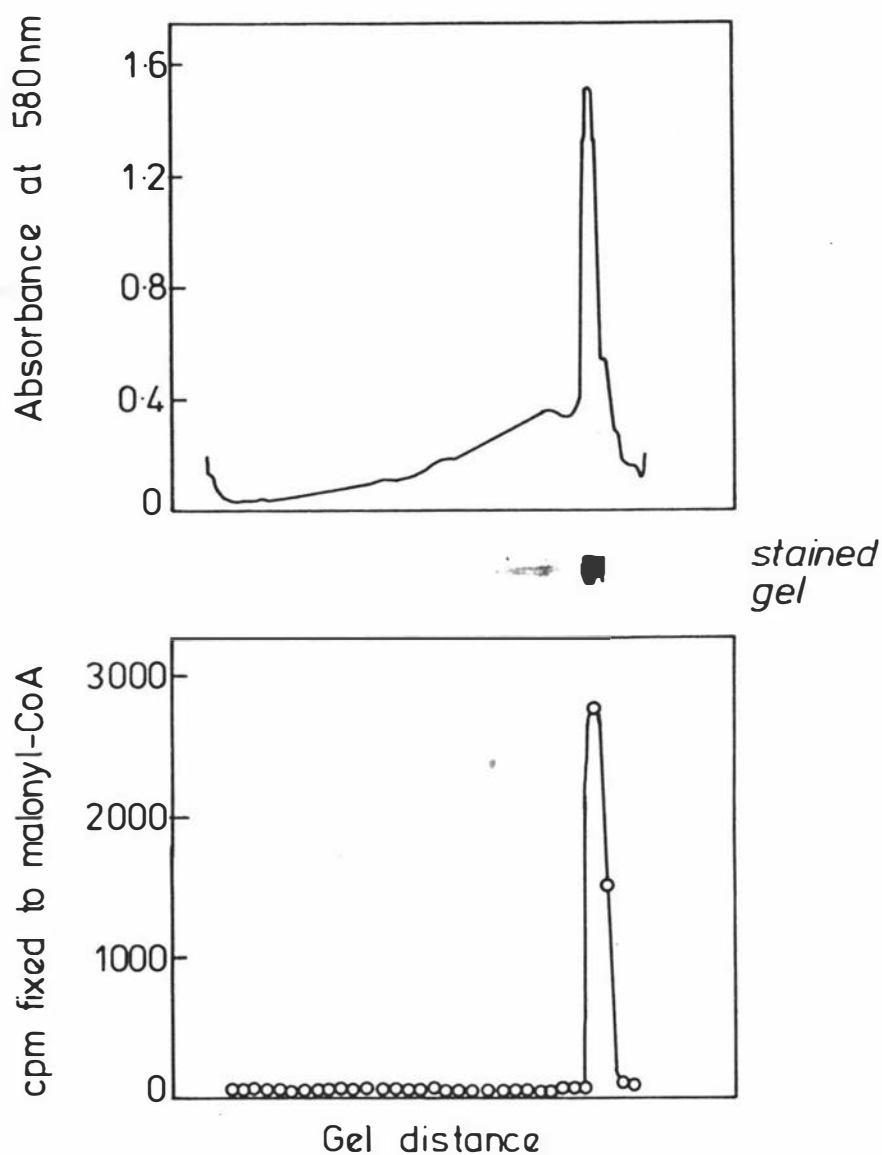 Absorbance at 580nm
1·6
1·2
0·8
0·4
0
stained
gel
cpm fixed to malonyl-CoA
3000
2000
1000
0
Gel distance